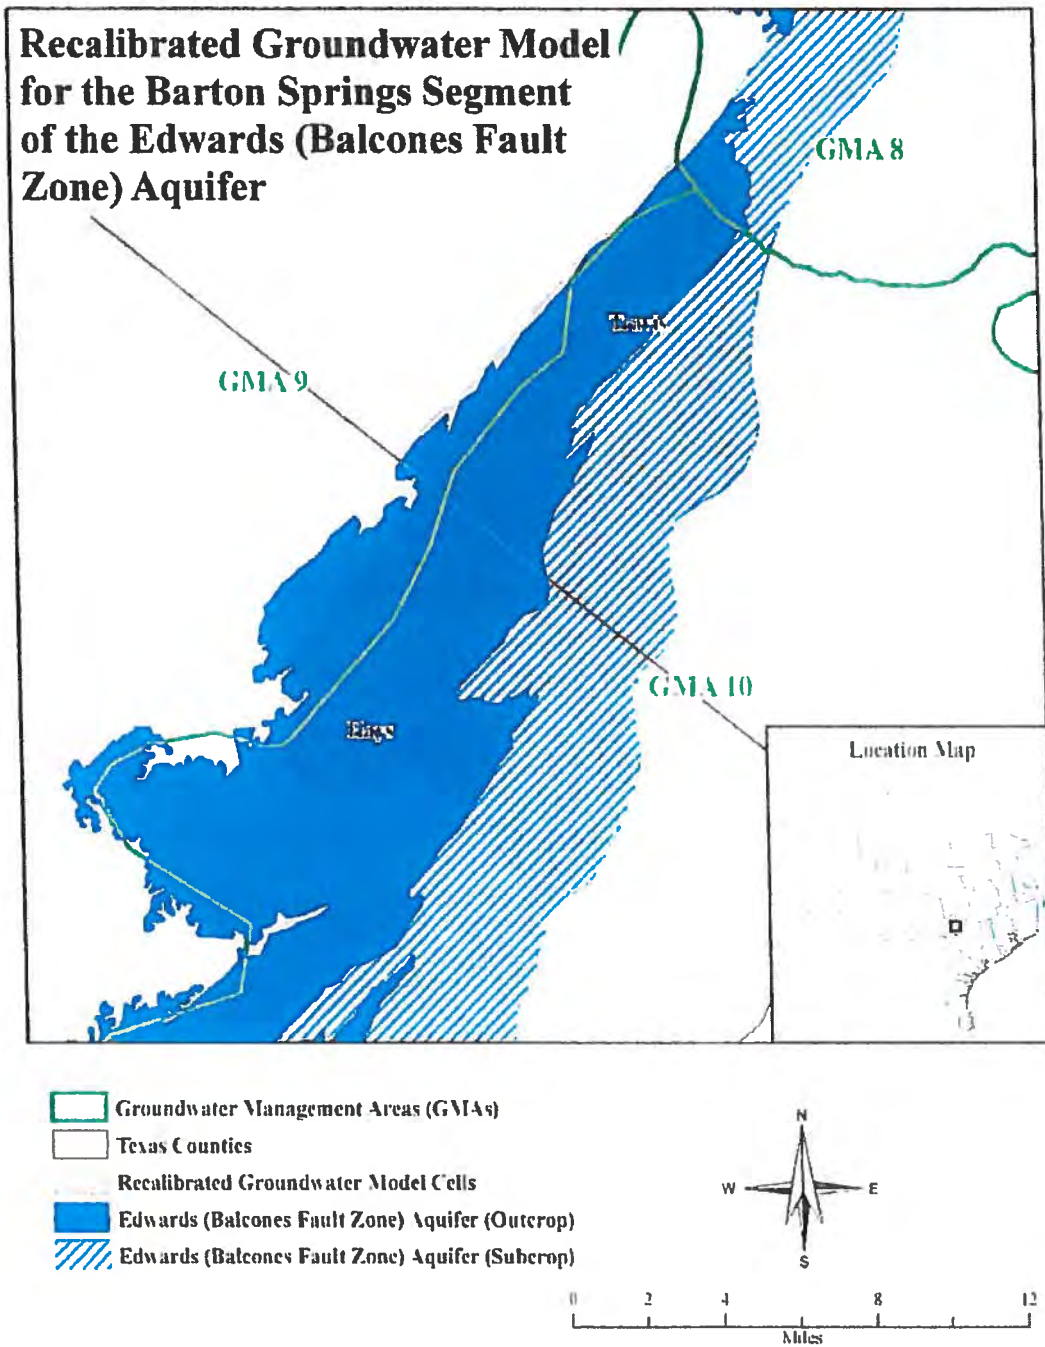 Recalibrated Groundwater Model
for the Barton Springs Segment
of the Edwards (Balcones Fault
Zone) Aquifer
GMA 8
Travis
GMA 9
GMA 10
Hays
Location Map
Groundwater Management Areas (GMAs)
Texas Counties
Recalibrated Groundwater Model Cells
Edwards (Balcones Fault Zone) Aquifer (Outcrop)
Edwards (Balcones Fault Zone) Aquifer (Subcrop)
N
W E
S
0 2 4 8 12
Miles